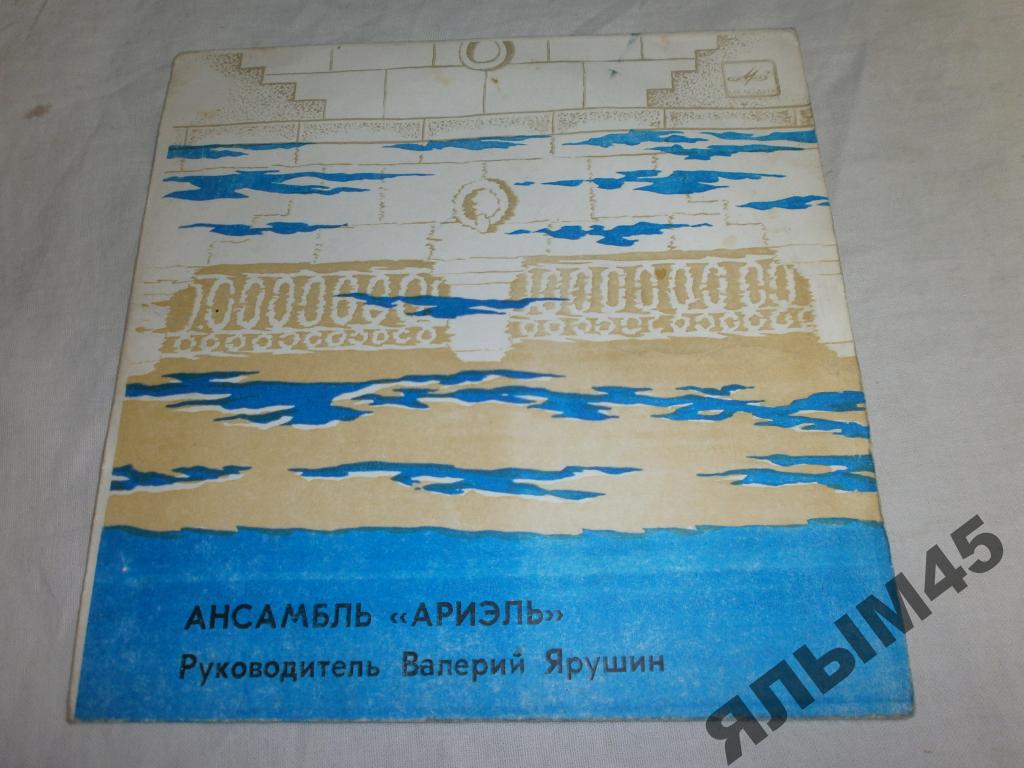 АНСАМБЛЬ «АРИЭЛЬ»
Руководитель Валерий Ярушин
ЯЛЫМ45